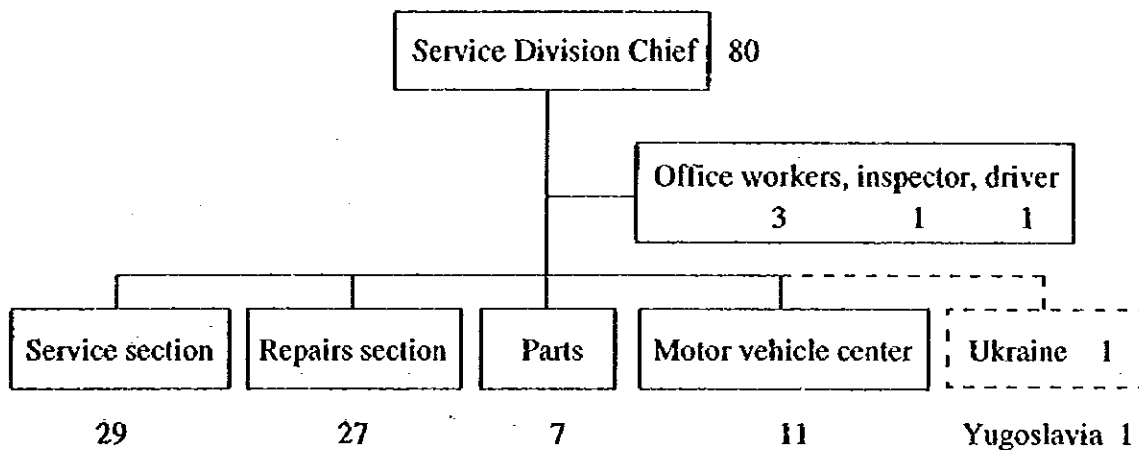 Service Division Chief 80
Office workers, inspector, driver
3 1 1
Service section Repairs section Parts Motor vehicle center Ukraine 1
29 27 7 11 Yugoslavia 1